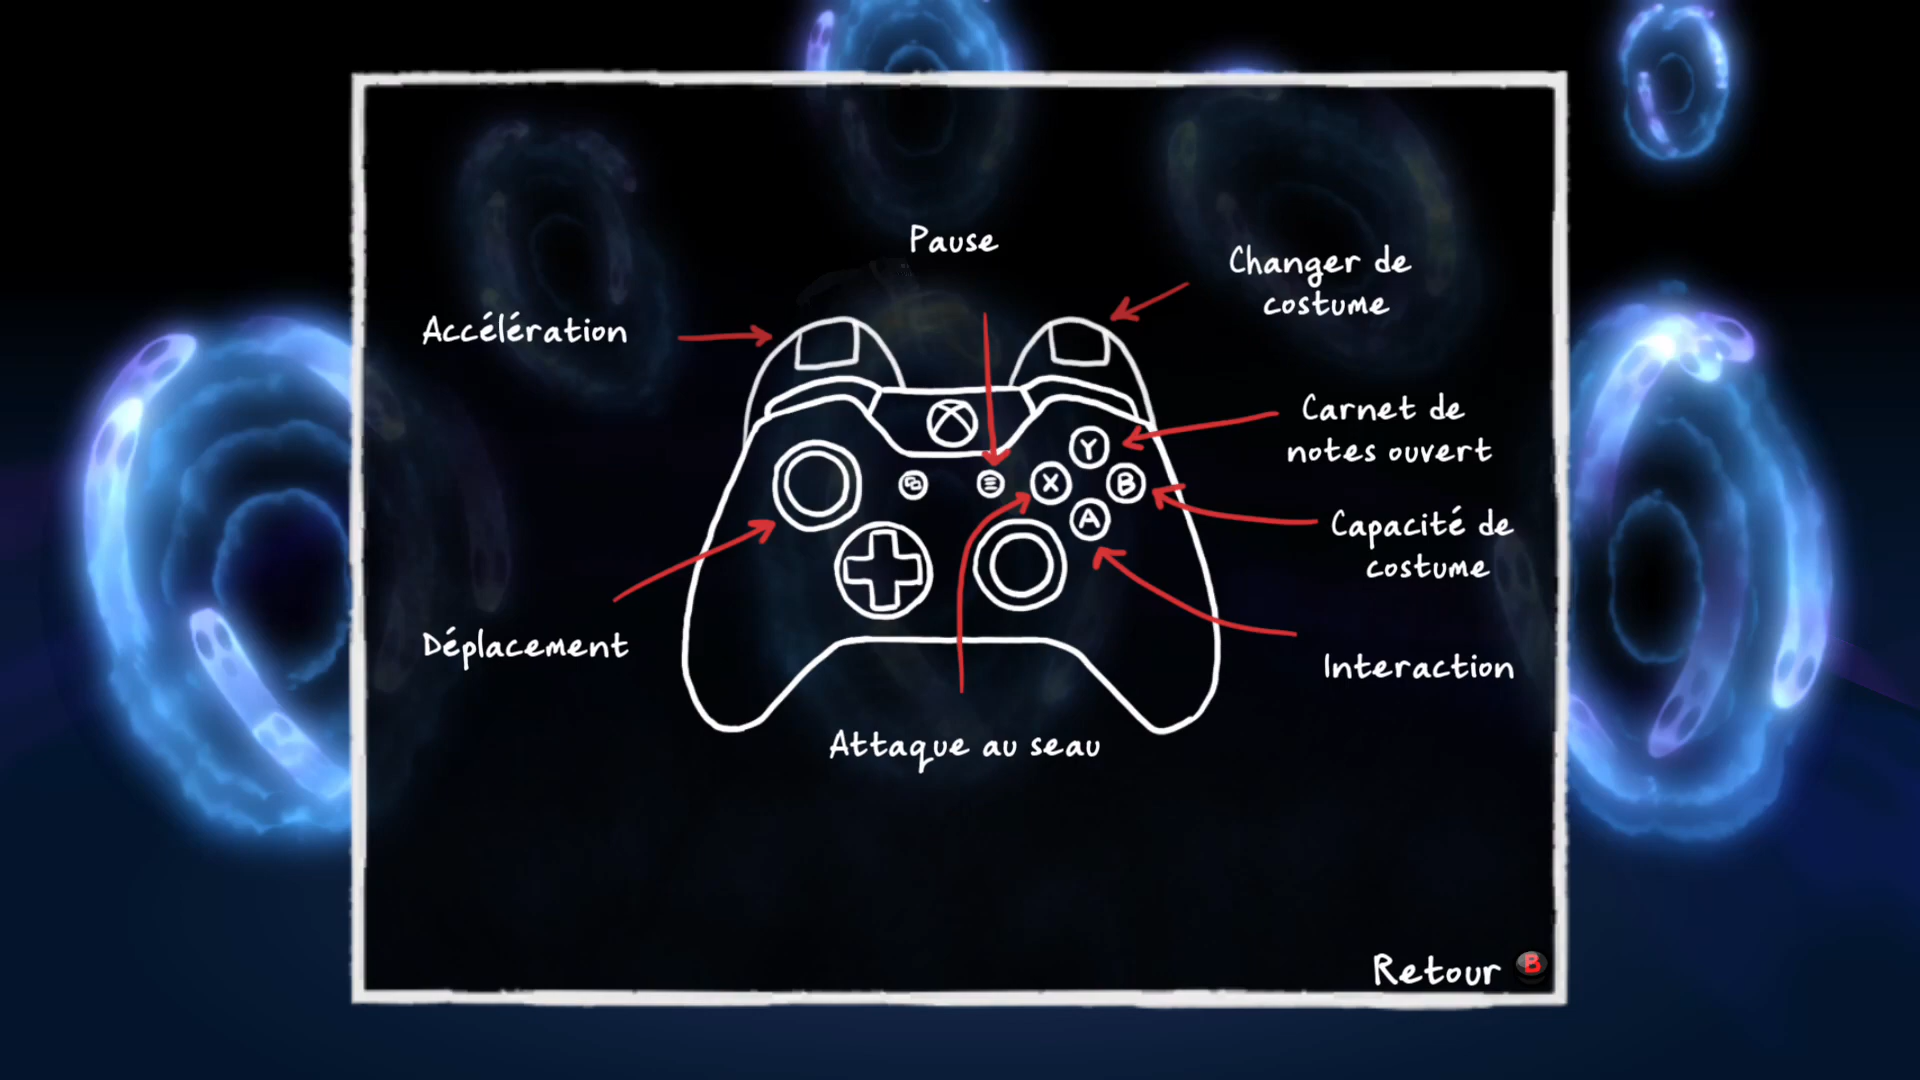 Pause
Changer de
costume
Accélération
Carnet de
notes ouvert
Y
X
B
A
Capacité de
costume
Déplacement
Interaction
Attaque au seau
Retour B